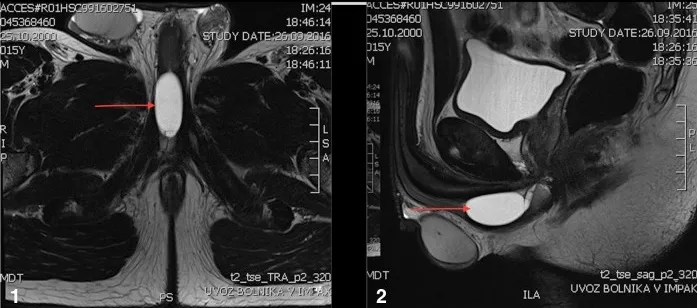 ACCES#R01HSC991602751 IM:24
045368460 18:46:14
25.10.2000 STUDY DATE:26.09.2016
015Y 18:26:16
M 18:46:11
R
I
P
L
S
A
MDT t2_tse_TRA_p2_320
1 PS UVOZ BOLNIKA V
ACCES#R01HSC991602751
045368460 18:35:41
25.10.2000 STUDY DATE:26.09.2016
015Y 18:26:16
M 18:35:36
MDT t2_tse_sag_p2_320
2 ILA UVOZ BOLNIKA V